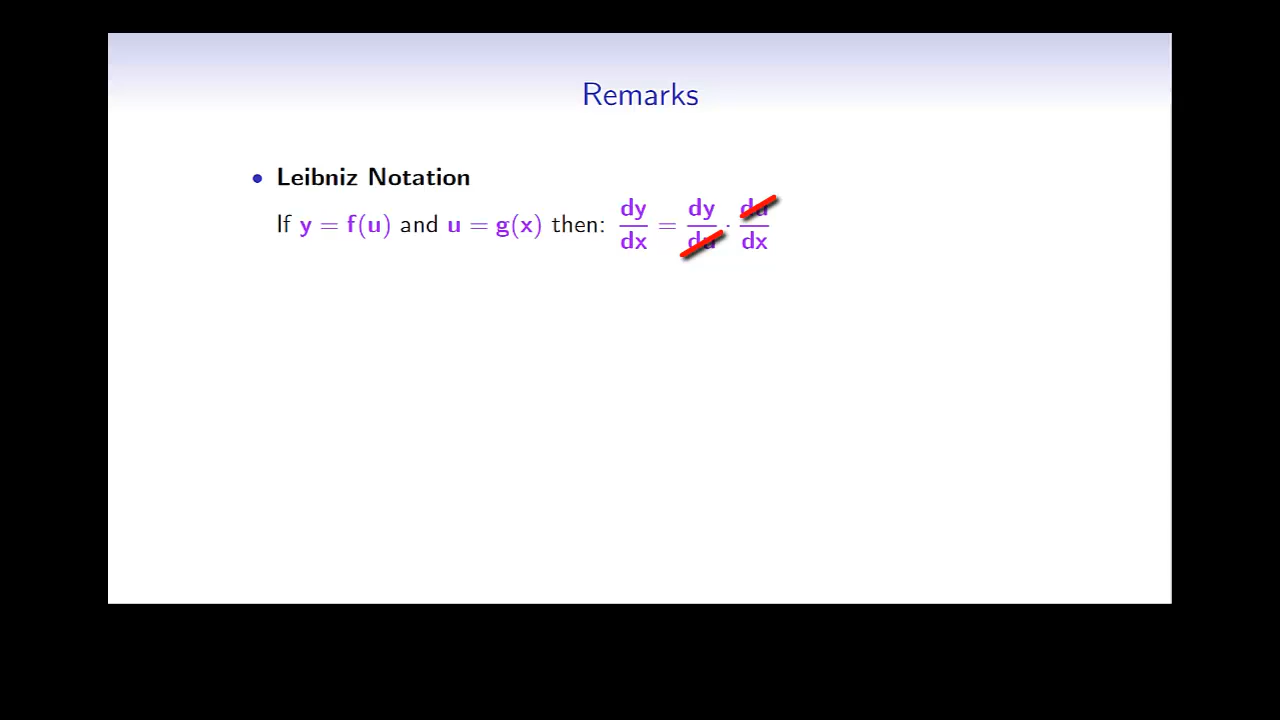 Remarks
• Leibniz Notation
If y = f(u) and u = g(x) then: dy/dx = dy/du · du/dx